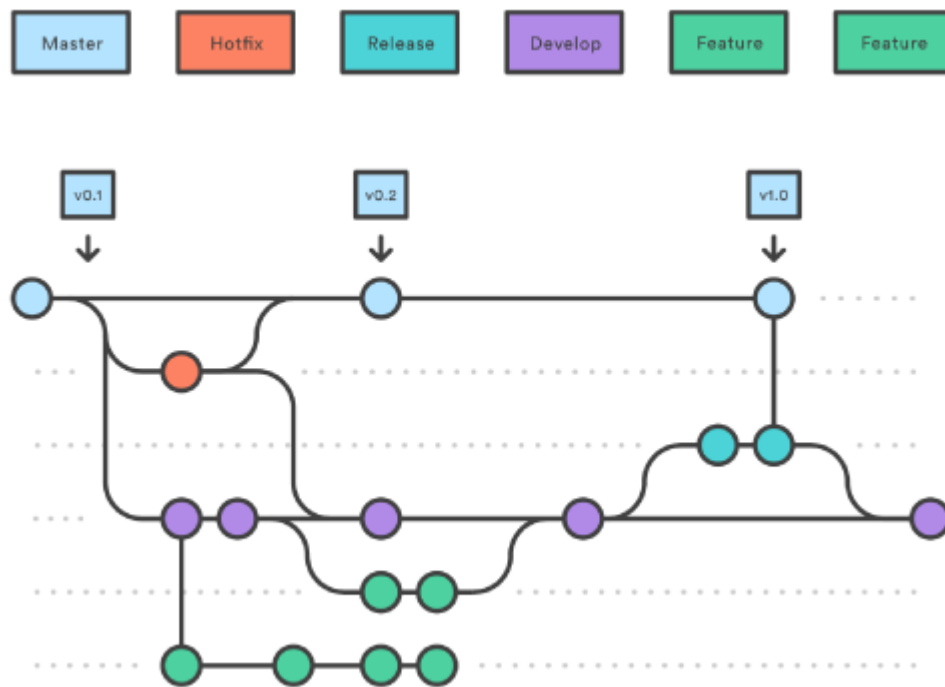 Master
Hotfix
Release
Develop
Feature
Feature
v0.1
v0.2
v1.0